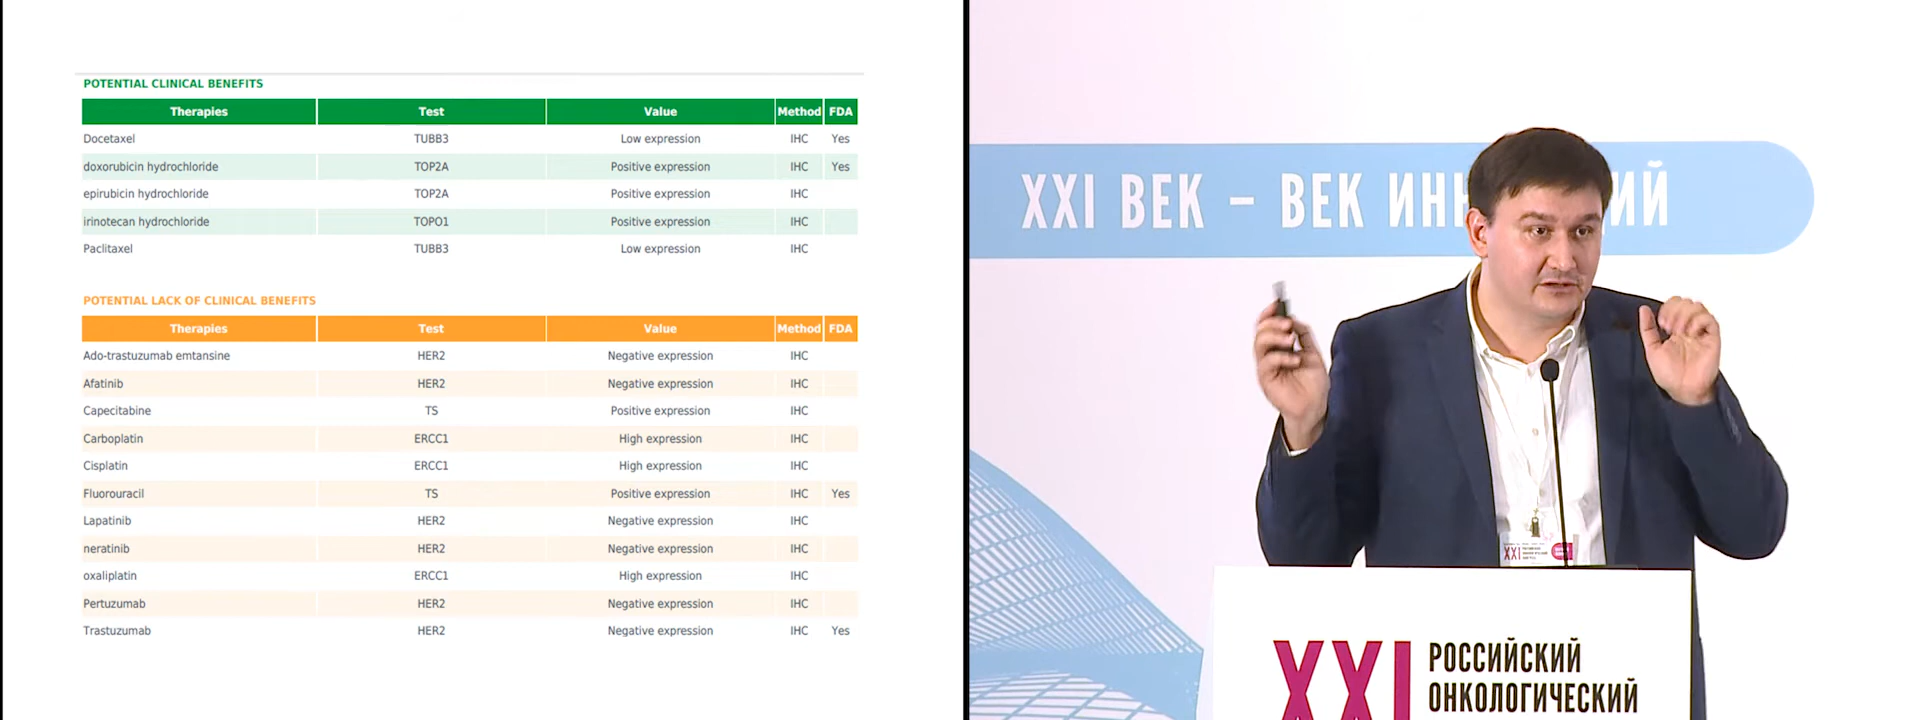 POTENTIAL CLINICAL BENEFITS
Therapies Test Value Method FDA
Docetaxel TUBB3 Low expression IHC Yes
doxorubicin hydrochloride TOP2A Positive expression IHC Yes
epirubicin hydrochloride TOP2A Positive expression IHC
irinotecan hydrochloride TOPO1 Positive expression IHC
Paclitaxel TUBB3 Low expression IHC
POTENTIAL LACK OF CLINICAL BENEFITS
Therapies Test Value Method FDA
Ado-trastuzumab emtansine HER2 Negative expression IHC
Afatinib HER2 Negative expression IHC
Capecitabine TS Positive expression IHC
Carboplatin ERCC1 High expression IHC
Cisplatin ERCC1 High expression IHC
Fluorouracil TS Positive expression IHC Yes
Lapatinib HER2 Negative expression IHC
neratinib HER2 Negative expression IHC
oxaliplatin ERCC1 High expression IHC
Pertuzumab HER2 Negative expression IHC
Trastuzumab HER2 Negative expression IHC Yes
XXI ВЕК – ВЕК
XXI
XXI РОССИЙСКИЙ
ОНКОЛОГИЧЕСКИЙ